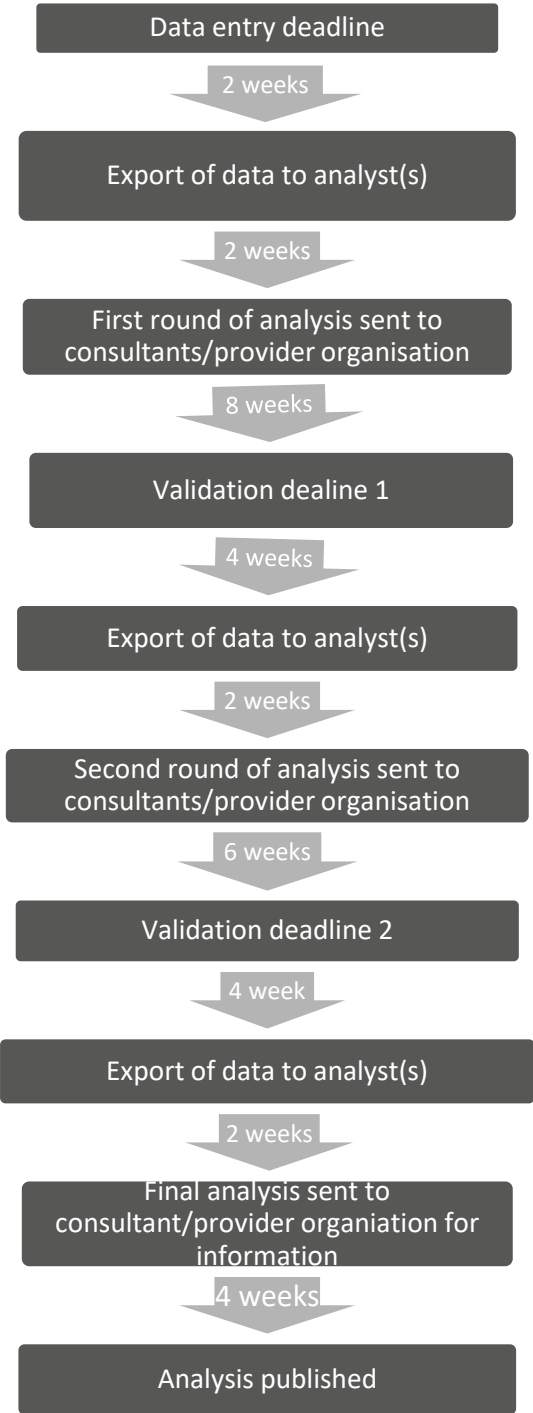 Data entry deadline
2 weeks
Export of data to analyst(s)
2 weeks
First round of analysis sent to
consultants/provider organisation
8 weeks
Validation dealine 1
4 weeks
Export of data to analyst(s)
2 weeks
Second round of analysis sent to
consultants/provider organisation
6 weeks
Validation deadline 2
4 week
Export of data to analyst(s)
2 weeks
Final analysis sent to
consultant/provider organiation for
information
4 weeks
Analysis published